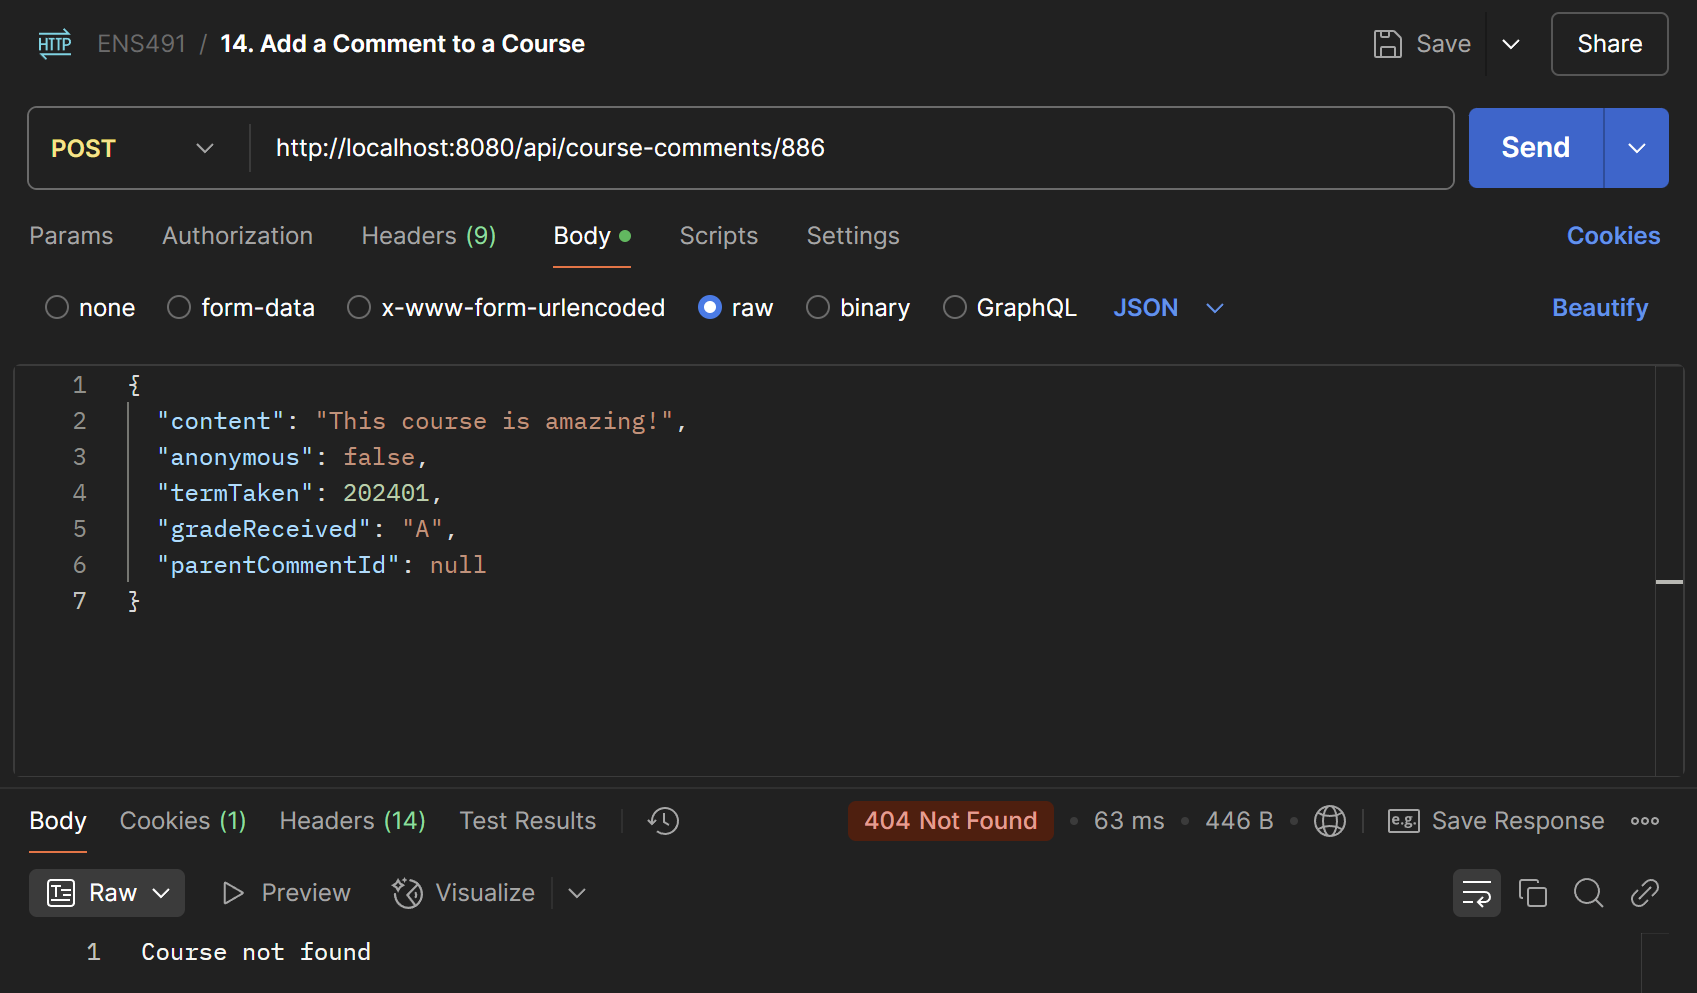 HTTP ENS491 / 14. Add a Comment to a Course Save Share
POST http://localhost:8080/api/course-comments/886 Send
Params Authorization Headers (9) Body Scripts Settings Cookies
none form-data x-www-form-urlencoded raw binary GraphQL JSON Beautify
1 {
2 "content": "This course is amazing!",
3 "anonymous": false,
4 "termTaken": 202401,
5 "gradeReceived": "A",
6 "parentCommentId": null
7 }
Body Cookies (1) Headers (14) Test Results 404 Not Found • 63 ms • 446 B • e.g. Save Response
Raw Preview Visualize
1 Course not found